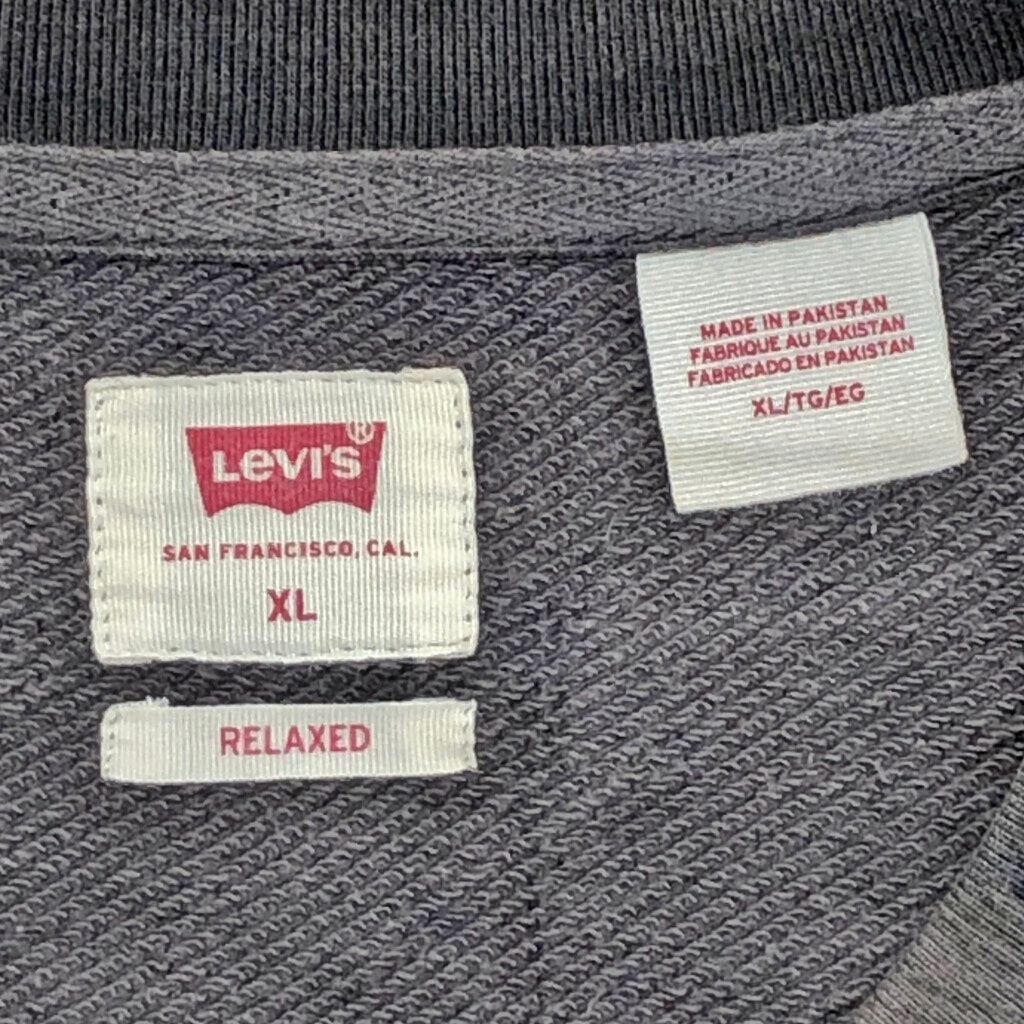 LEVI'S®
SAN FRANCISCO, CAL.
XL
RELAXED
MADE IN PAKISTAN
FABRIQUE AU PAKISTAN
FABRICADO EN PAKISTAN
XL/TG/EG